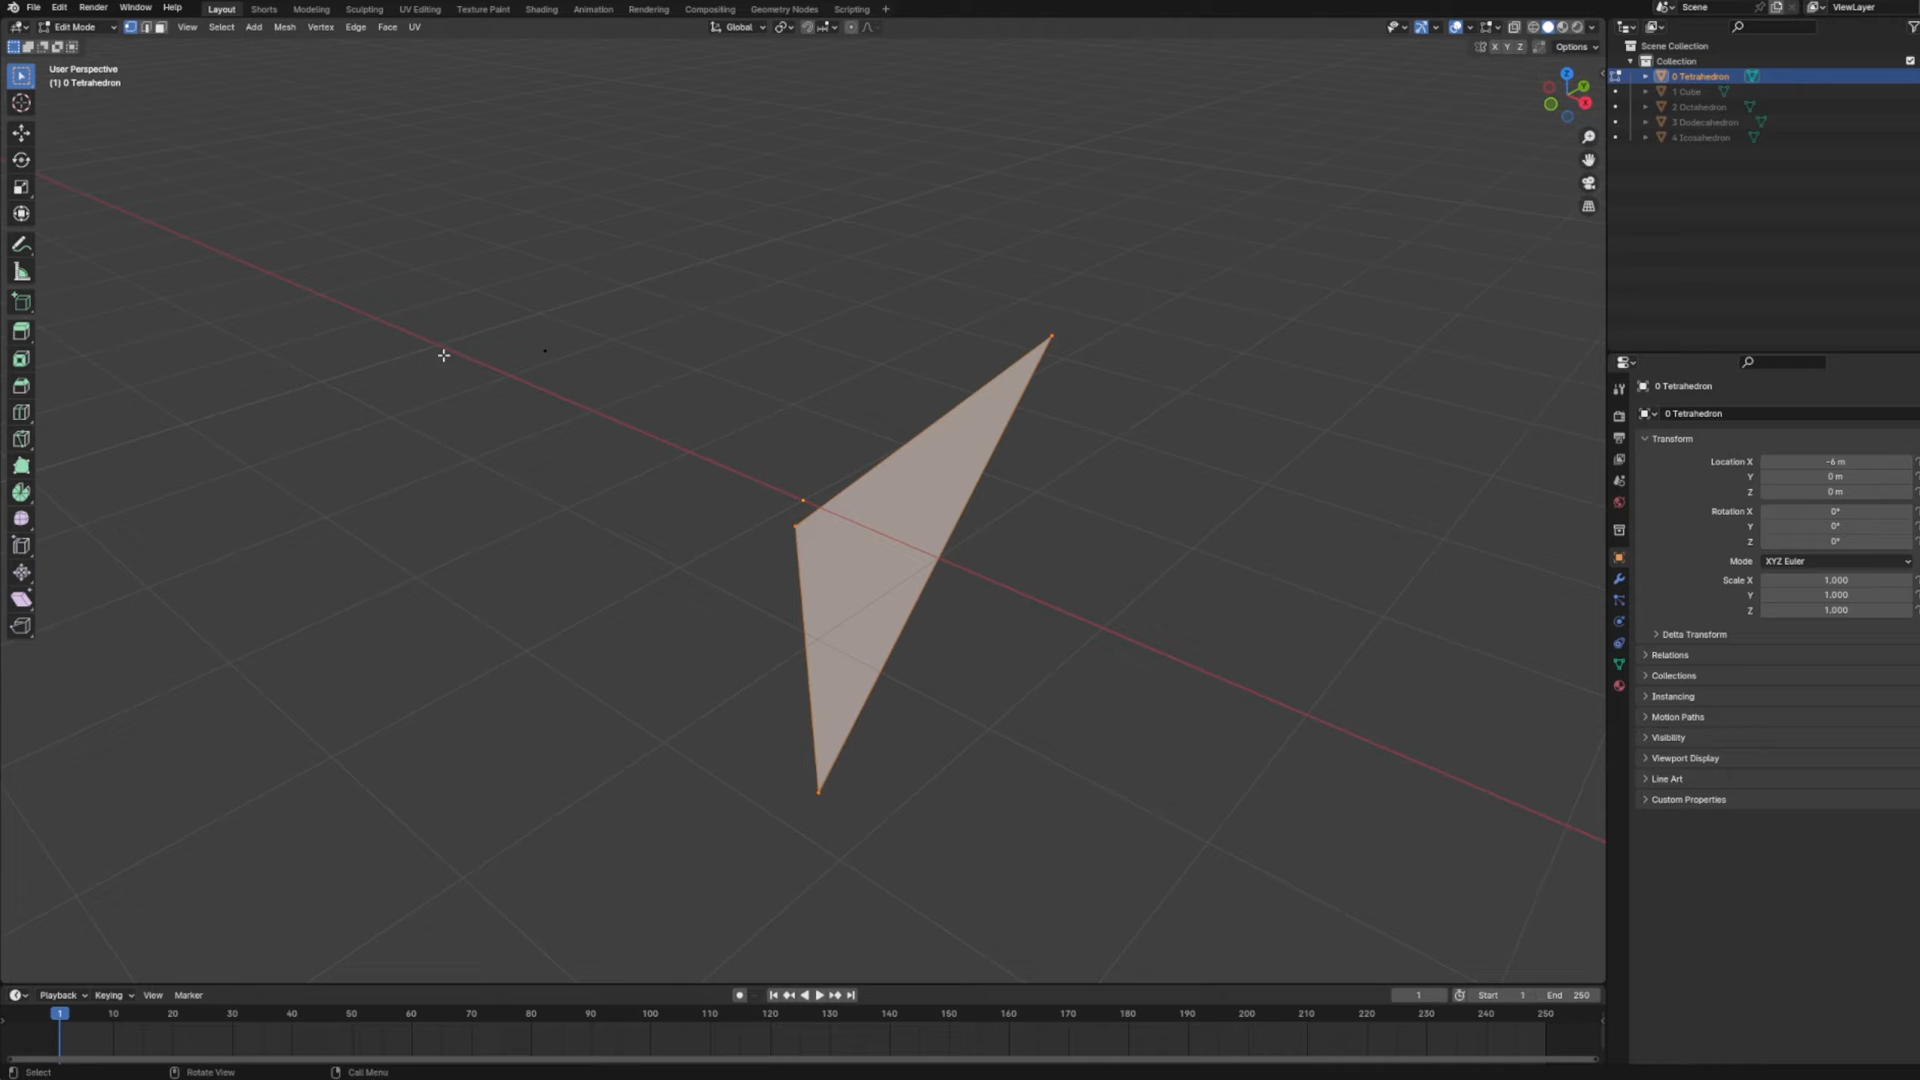 File Edit Render Window Help Layout Shorts Modeling Sculpting UV Editing Texture Paint Shading Animation Rendering Compositing Geometry Nodes Scripting + Scene ViewLayer
Edit Mode View Select Add Mesh Vertex Edge Face UV Global
X Y Z Options
User Perspective
(1) 0 Tetrahedron
Z
Y
X
Scene Collection
Collection
0 Tetrahedron
1 Cube
2 Octahedron
3 Dodecahedron
4 Icosahedron
0 Tetrahedron
0 Tetrahedron
Transform
Location X -6 m
Y 0 m
Z 0 m
Rotation X 0°
Y 0°
Z 0°
Mode XYZ Euler
Scale X 1.000
Y 1.000
Z 1.000
Delta Transform
Relations
Collections
Instancing
Motion Paths
Visibility
Viewport Display
Line Art
Custom Properties
Playback Keying View Marker 1 Start 1 End 250
1 10 20 30 40 50 60 70 80 90 100 110 120 130 140 150 160 170 180 190 200 210 220 230 240 250
Select Rotate View Call Menu